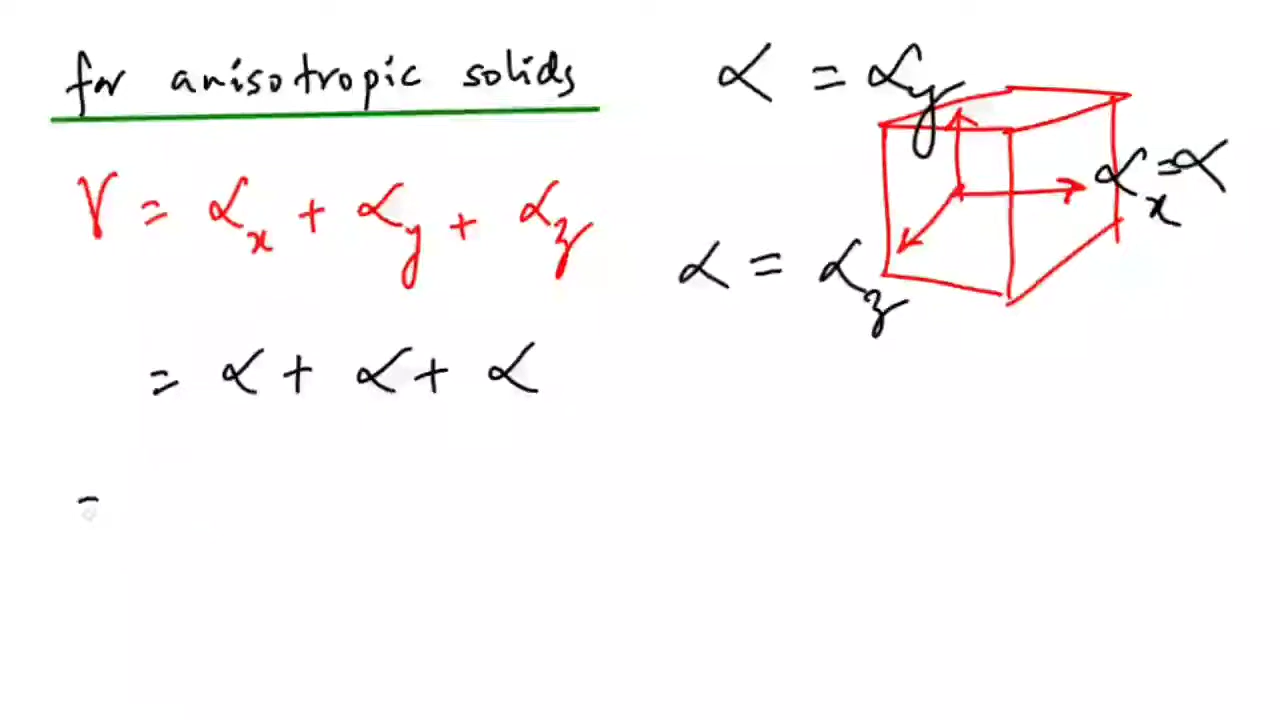 for anisotropic solids
γ = α_x + α_y + α_z
= α + α + α
=
α = α_y
α_x = α
α = α_z